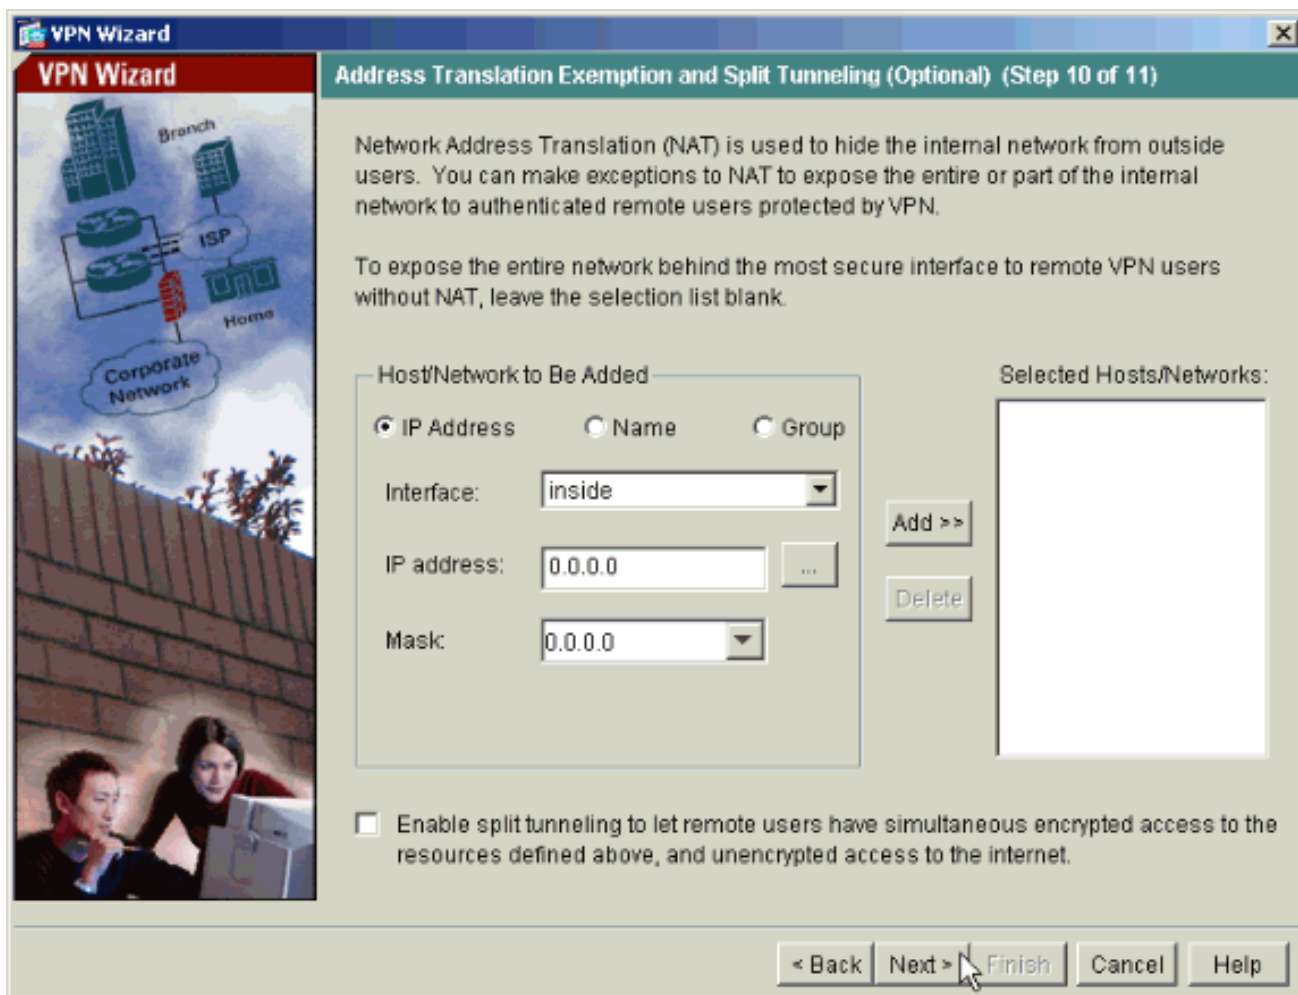 VPN Wizard
VPN Wizard
Address Translation Exemption and Split Tunneling (Optional) (Step 10 of 11)
Branch
ISP
Home
Corporate
Network
Network Address Translation (NAT) is used to hide the internal network from outside
users. You can make exceptions to NAT to expose the entire or part of the internal
network to authenticated remote users protected by VPN.
To expose the entire network behind the most secure interface to remote VPN users
without NAT, leave the selection list blank.
Host/Network to Be Added
Selected Hosts/Networks:
IP Address Name Group
Interface: inside
Add >>
IP address: 0.0.0.0 ...
Delete
Mask: 0.0.0.0
Enable split tunneling to let remote users have simultaneous encrypted access to the
resources defined above, and unencrypted access to the internet.
< Back Next > Finish Cancel Help